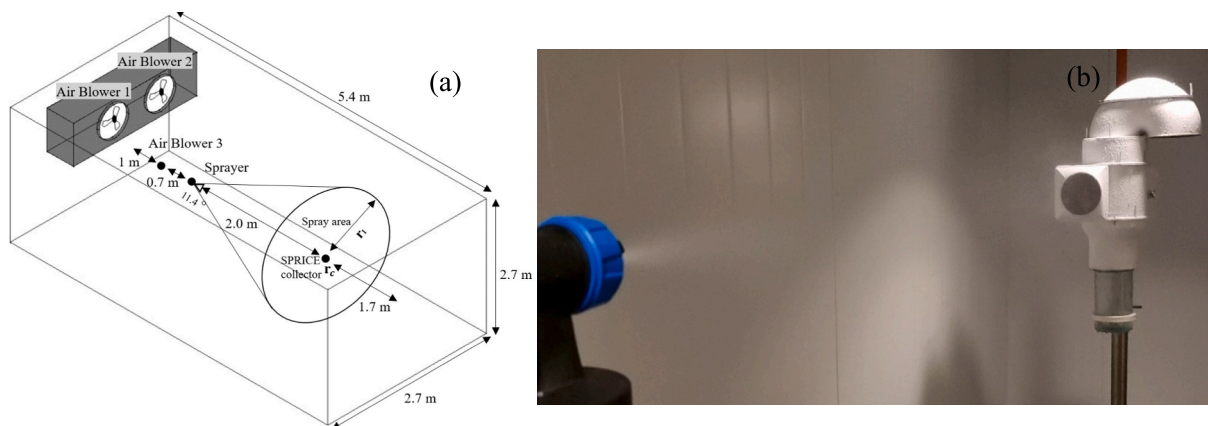 Air Blower 2
Air Blower 1
(a)
5.4 m
Air Blower 3
1 m
Sprayer
0.7 m
11.4 °
2.0 m
Spray area
r₁
SPRICE
collector
r_c
1.7 m
2.7 m
2.7 m
(b)